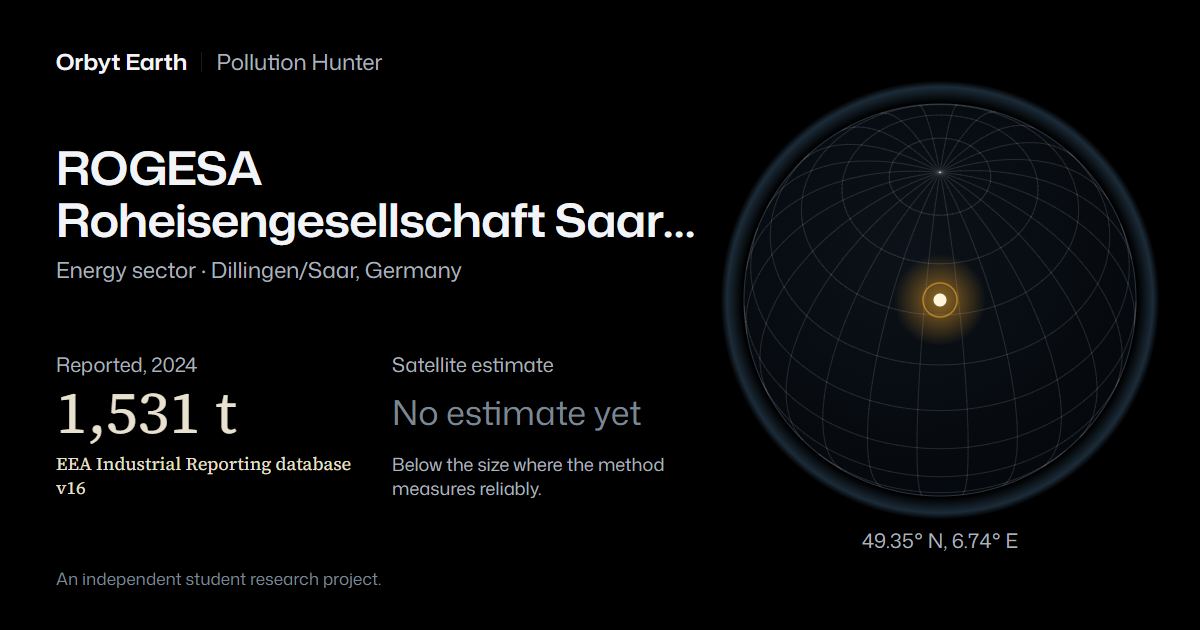 Orbyt Earth | Pollution Hunter
ROGESA
Roheisengesellschaft Saar...
Energy sector · Dillingen/Saar, Germany
Reported, 2024
1,531 t
EEA Industrial Reporting database
v16
Satellite estimate
No estimate yet
Below the size where the method
measures reliably.
49.35° N, 6.74° E
An independent student research project.